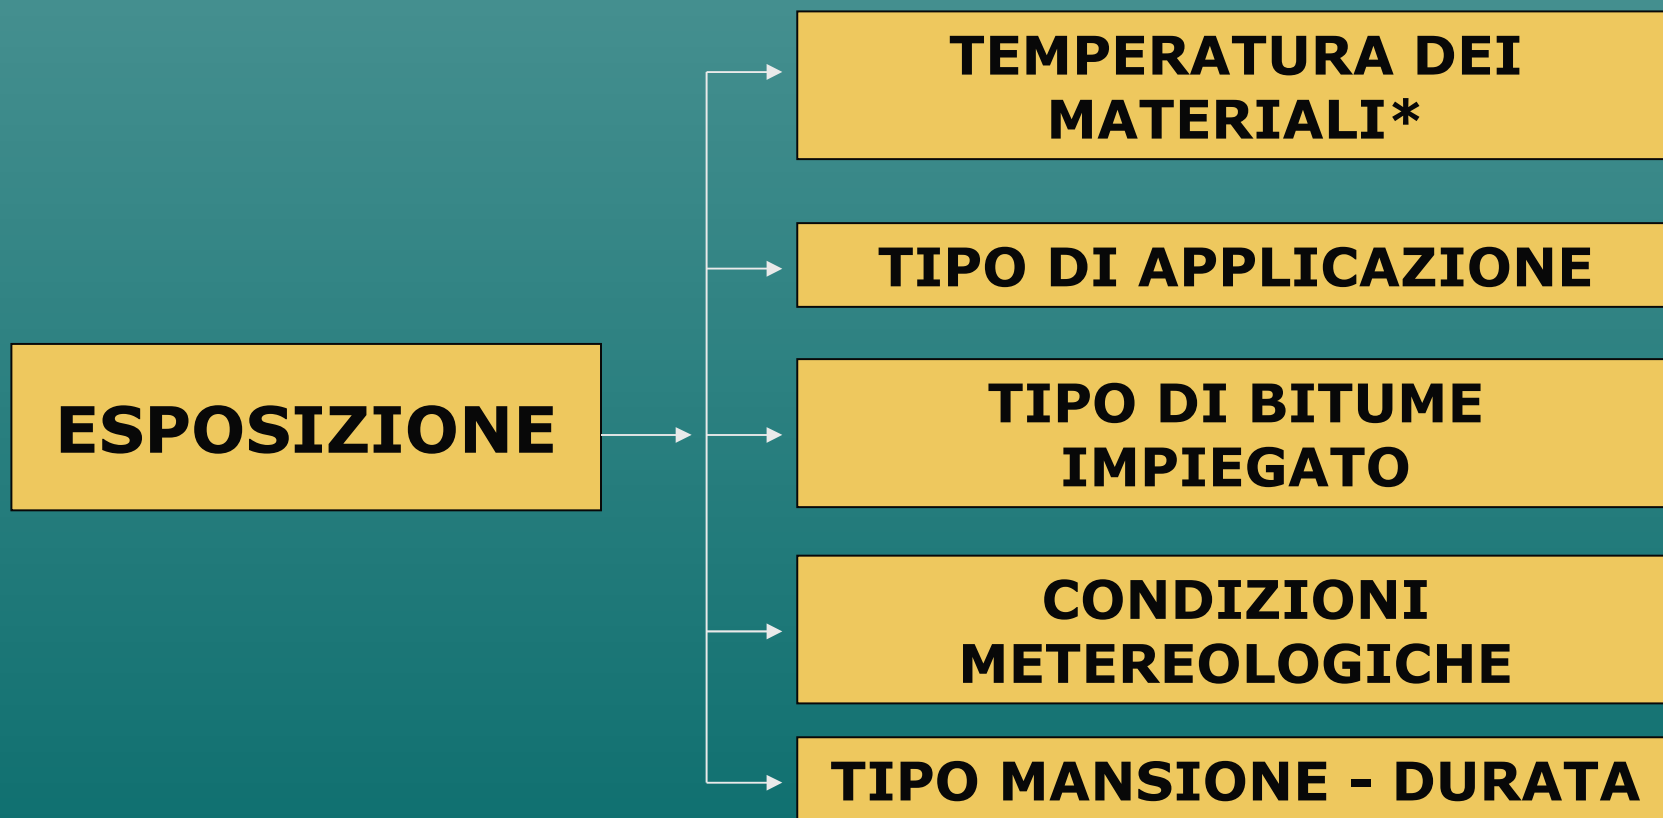 TEMPERATURA DEI
MATERIALI*
TIPO DI APPLICAZIONE
ESPOSIZIONE
TIPO DI BITUME
IMPIEGATO
CONDIZIONI
METEREOLOGICHE
TIPO MANSIONE - DURATA